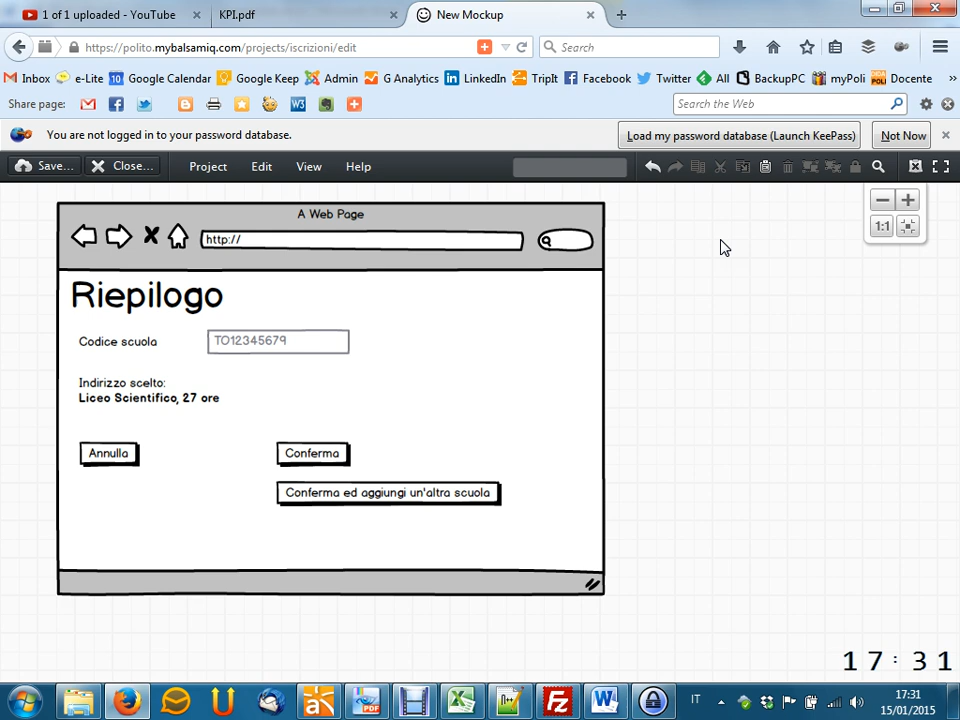 1 of 1 uploaded - YouTube
KPI.pdf
New Mockup
https://polito.mybalsamiq.com/projects/iscrizioni/edit
Search
Inbox
e-Lite
10 Google Calendar
Google Keep
Admin
G Analytics
LinkedIn
TripIt
Facebook
Twitter
All
BackupPC
myPoli
POLI Docente
Share page:
W3
Search the Web
You are not logged in to your password database.
Load my password database (Launch KeePass)
Not Now
Save...
Close...
Project
Edit
View
Help
1:1
A Web Page
http://
Riepilogo
Codice scuola
TO12345679
Indirizzo scelto:
Liceo Scientifico, 27 ore
Annulla
Conferma
Conferma ed aggiungi un'altra scuola
17:31
IT
17:31
15/01/2015